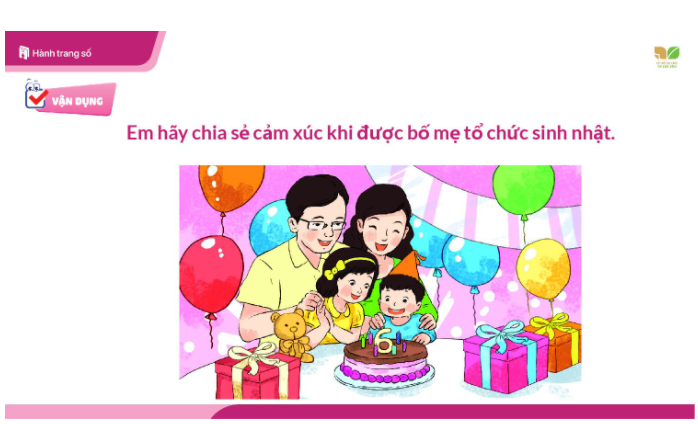 Hành trang số
VẬN DỤNG
Em hãy chia sẻ cảm xúc khi được bố mẹ tổ chức sinh nhật.
6